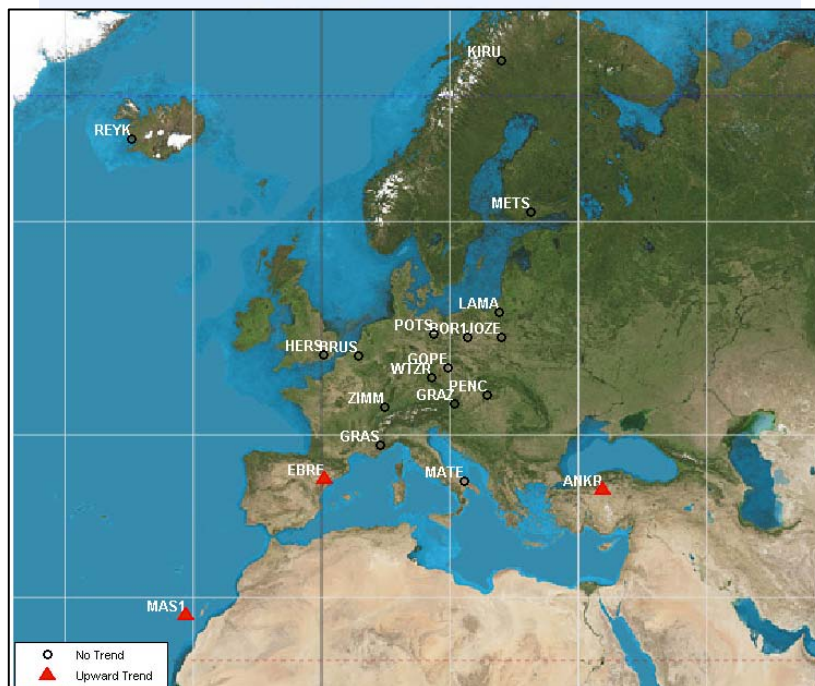 KIRU
REYK
METS
LAMA
POTS
BOR1
JOZE
HERS
BRUS
GOPE
WTZR
PENC
ZIMM
GRAZ
GRAS
EBRE
MATE
ANKR
MAS1
No Trend
Upward Trend